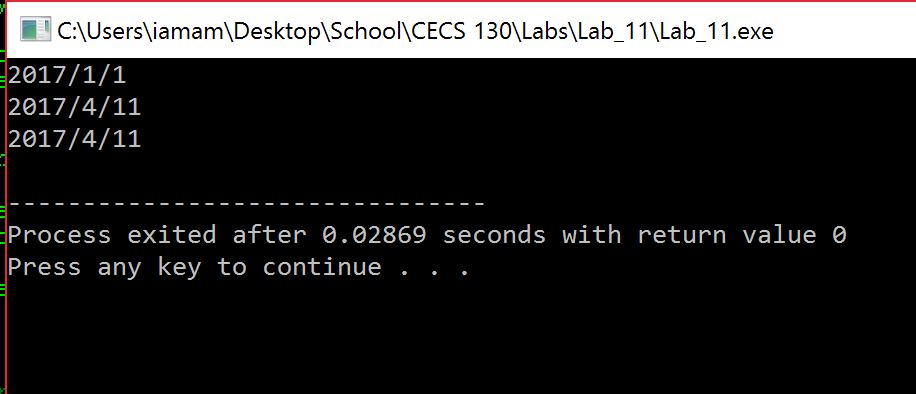 C:\Users\iamam\Desktop\School\CECS 130\Labs\Lab_11\Lab_11.exe
2017/1/1
2017/4/11
2017/4/11
--------------------------------
Process exited after 0.02869 seconds with return value 0
Press any key to continue . . .